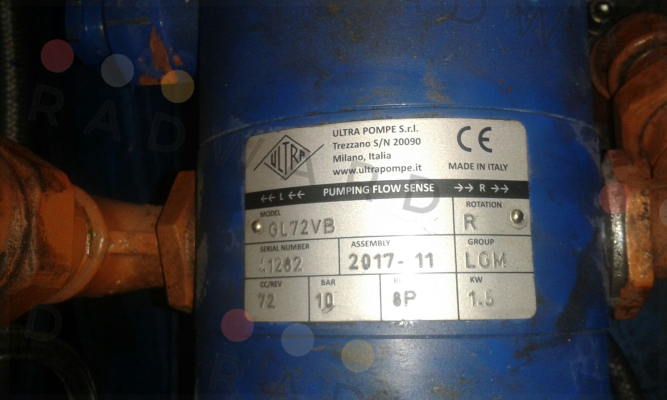 ULTRA
ULTRA POMPE S.r.l.
Trezzano S/N 20090
Milano, Italia
www.ultrapompe.it
CE
MADE IN ITALY
←← L ←← PUMPING FLOW SENSE →→ R →→
MODEL
GL72VB
ROTATION
R
SERIAL NUMBER
ASSEMBLY
2017-11
GROUP
LGM
CC/REV
72
BAR
10
8P
KW
1.5
RADWARD